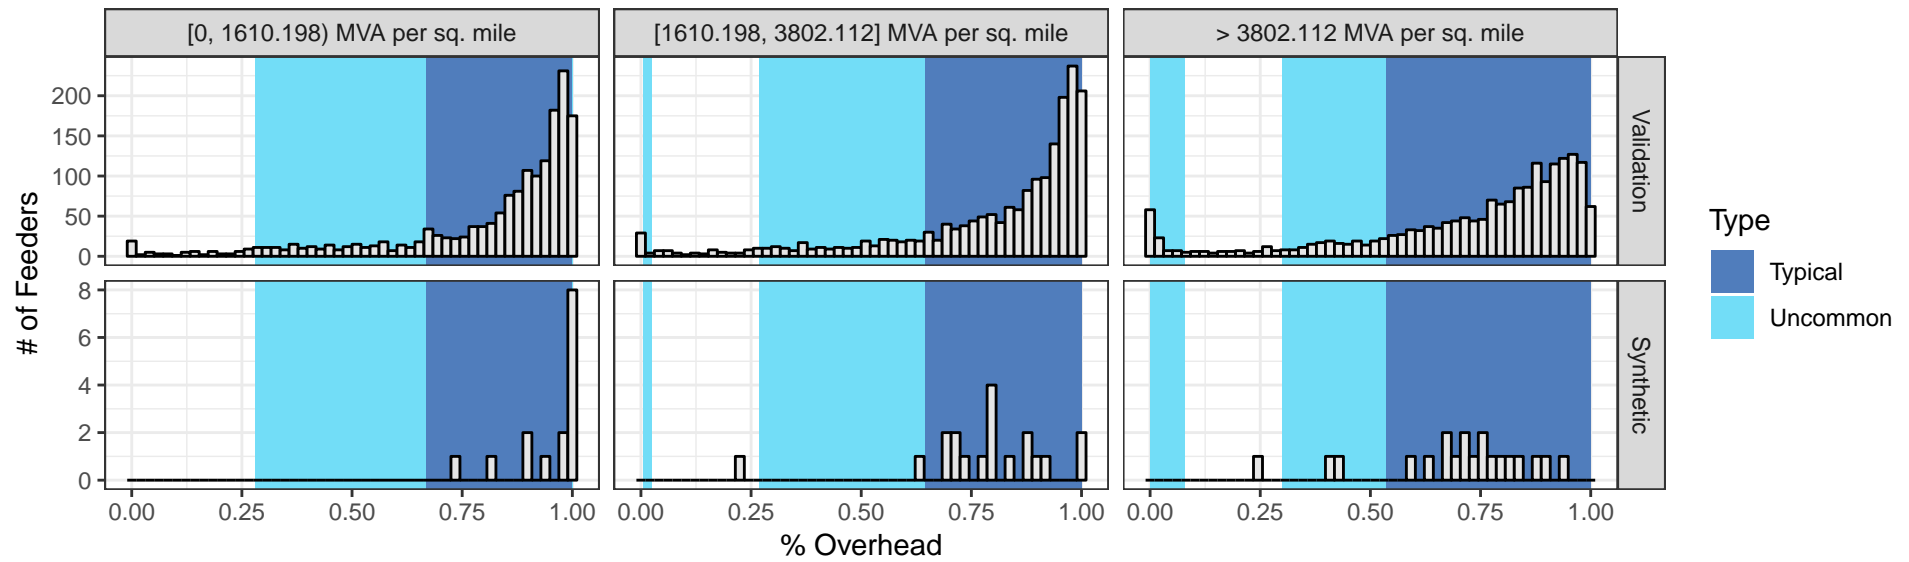 [0, 1610.198) MVA per sq. mile
[1610.198, 3802.112] MVA per sq. mile
> 3802.112 MVA per sq. mile
# of Feeders
200
150
100
50
0
Validation
8
6
4
2
0
Synthetic
0.00 0.25 0.50 0.75 1.00
0.00 0.25 0.50 0.75 1.00
0.00 0.25 0.50 0.75 1.00
% Overhead
Type
Typical
Uncommon